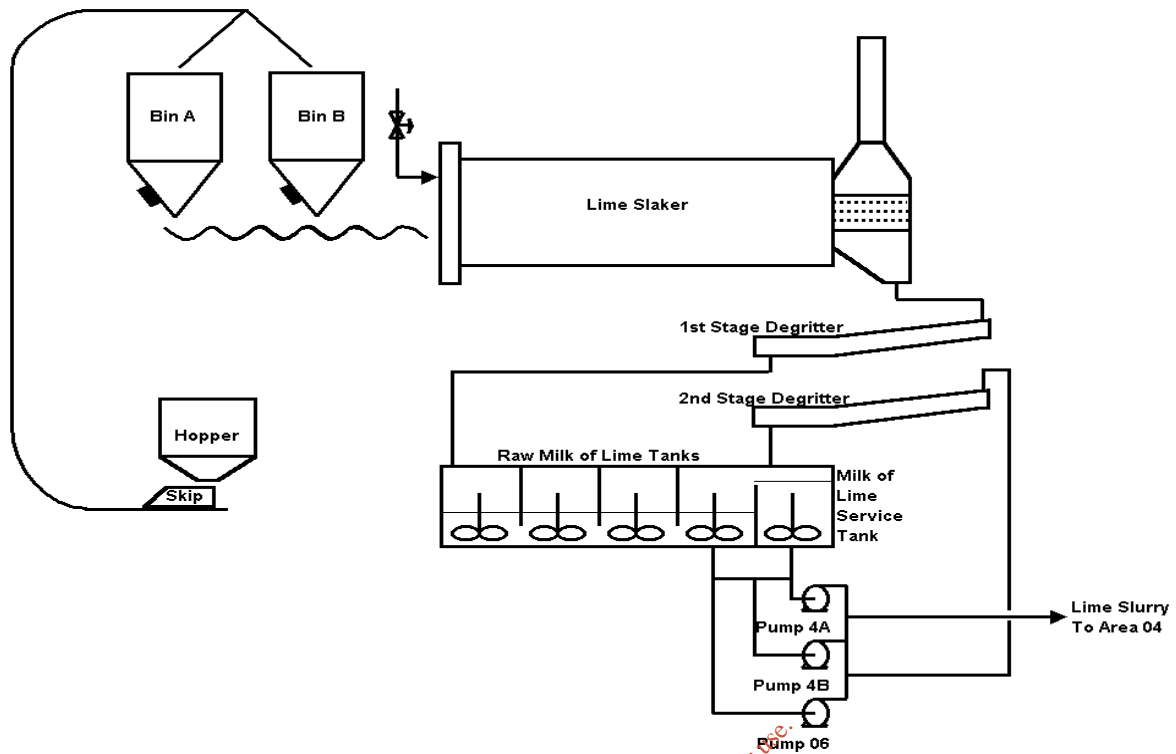 Bin A
Bin B
Lime Slaker
1st Stage Degritter
2nd Stage Degritter
Hopper
Skip
Raw Milk of Lime Tanks
Milk of
Lime
Service
Tank
Pump 4A
Lime Slurry
To Area 04
Pump 4B
Pump 06
use.